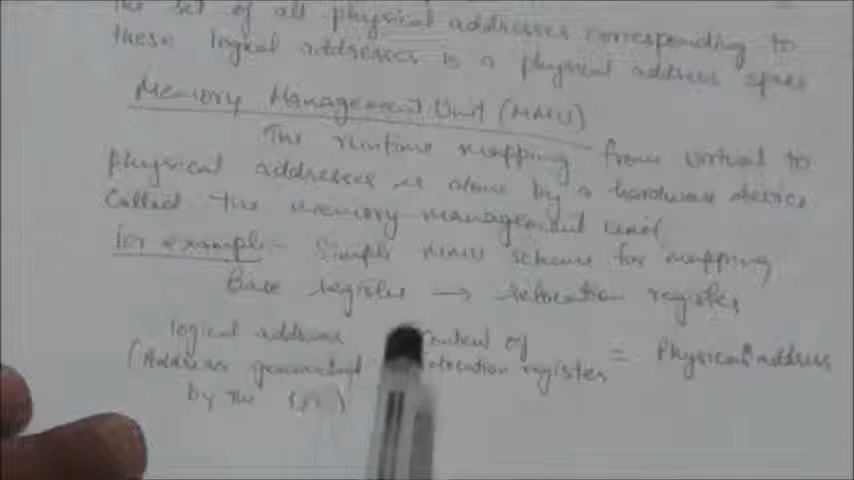 the set of all physical addresses corresponding to
these logical addresses is a physical address space
Memory Management Unit (MMU)
The runtime mapping from virtual to
physical addresses is done by a hardware device
Called the memory management unit
for example - Simple MMU scheme for mapping
Base register → relocation register
logical address Content of = Physical address
(Address generated relocation register
by the CPU)